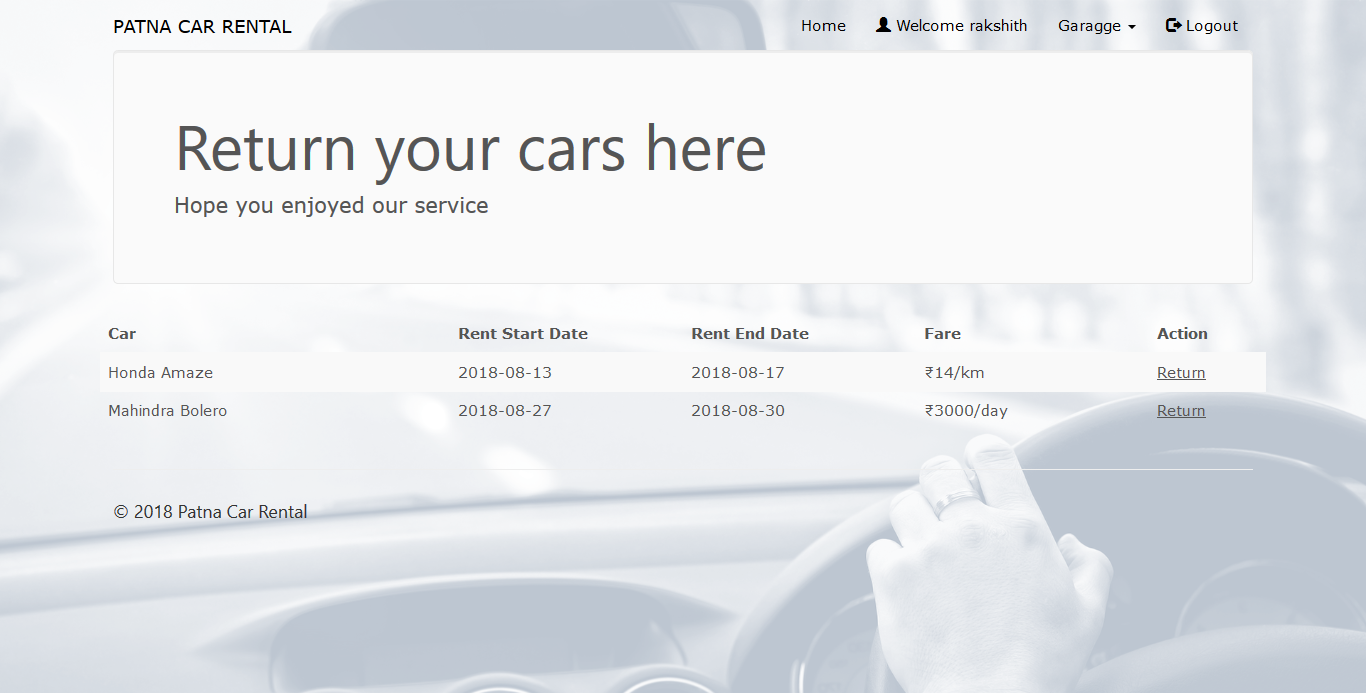 PATNA CAR RENTAL Home Welcome rakshith Garagge Logout
Return your cars here
Hope you enjoyed our service
Car Rent Start Date Rent End Date Fare Action
Honda Amaze 2018-08-13 2018-08-17 ₹14/km Return
Mahindra Bolero 2018-08-27 2018-08-30 ₹3000/day Return
© 2018 Patna Car Rental